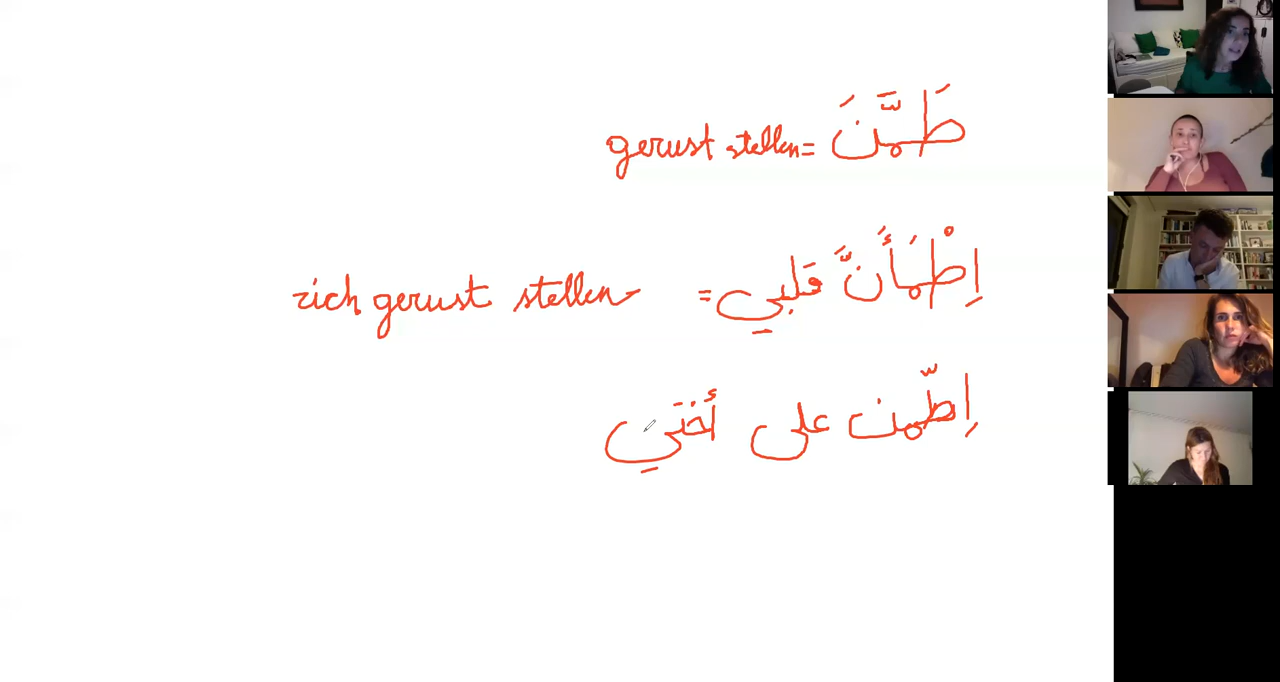 طَمَّنَ = gerust stellen
اِطْمَأَنَّ قلبي = zich gerust stellen
اِطّمن على أختي